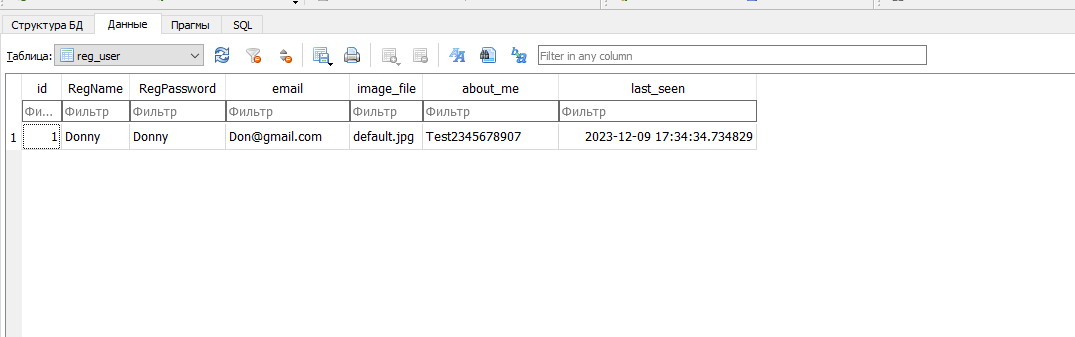 Структура БД Данные Прагмы SQL
Таблица: reg_user Filter in any column
id RegName RegPassword email image_file about_me last_seen
Фи... Фильтр Фильтр Фильтр Фильтр Фильтр Фильтр
1 1 Donny Donny Don@gmail.com default.jpg Test2345678907 2023-12-09 17:34:34.734829